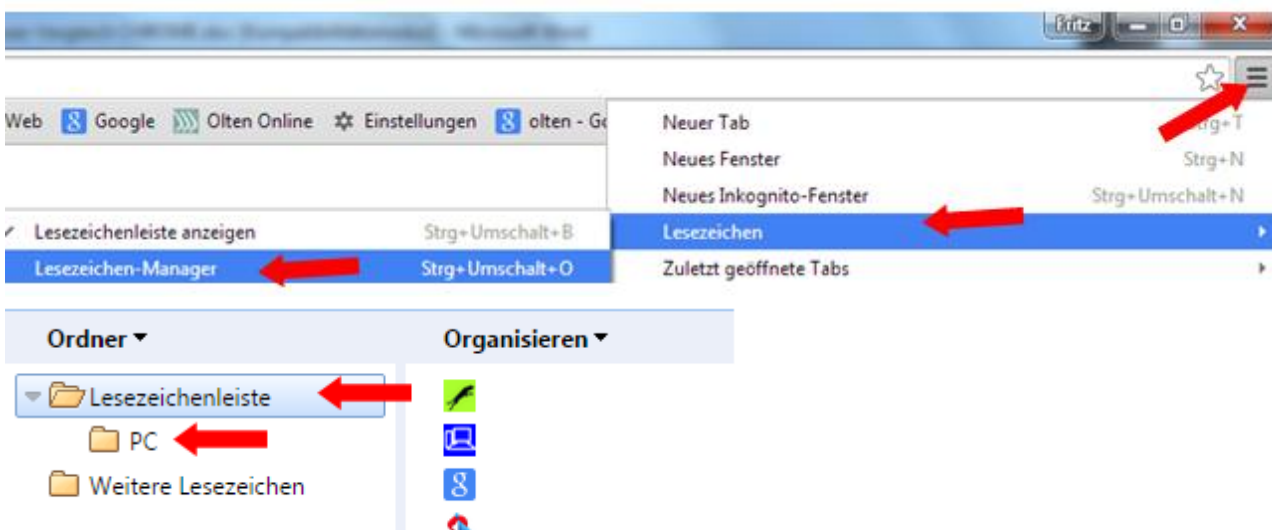 Fritz
Web Google Olten Online Einstellungen olten - Go
Neuer Tab Strg+T
Neues Fenster Strg+N
Neues Inkognito-Fenster Strg+Umschalt+N
Lesezeichen
Zuletzt geöffnete Tabs
Lesezeichenleiste anzeigen Strg+Umschalt+B
Lesezeichen-Manager Strg+Umschalt+O
Ordner Organisieren
Lesezeichenleiste
PC
Weitere Lesezeichen